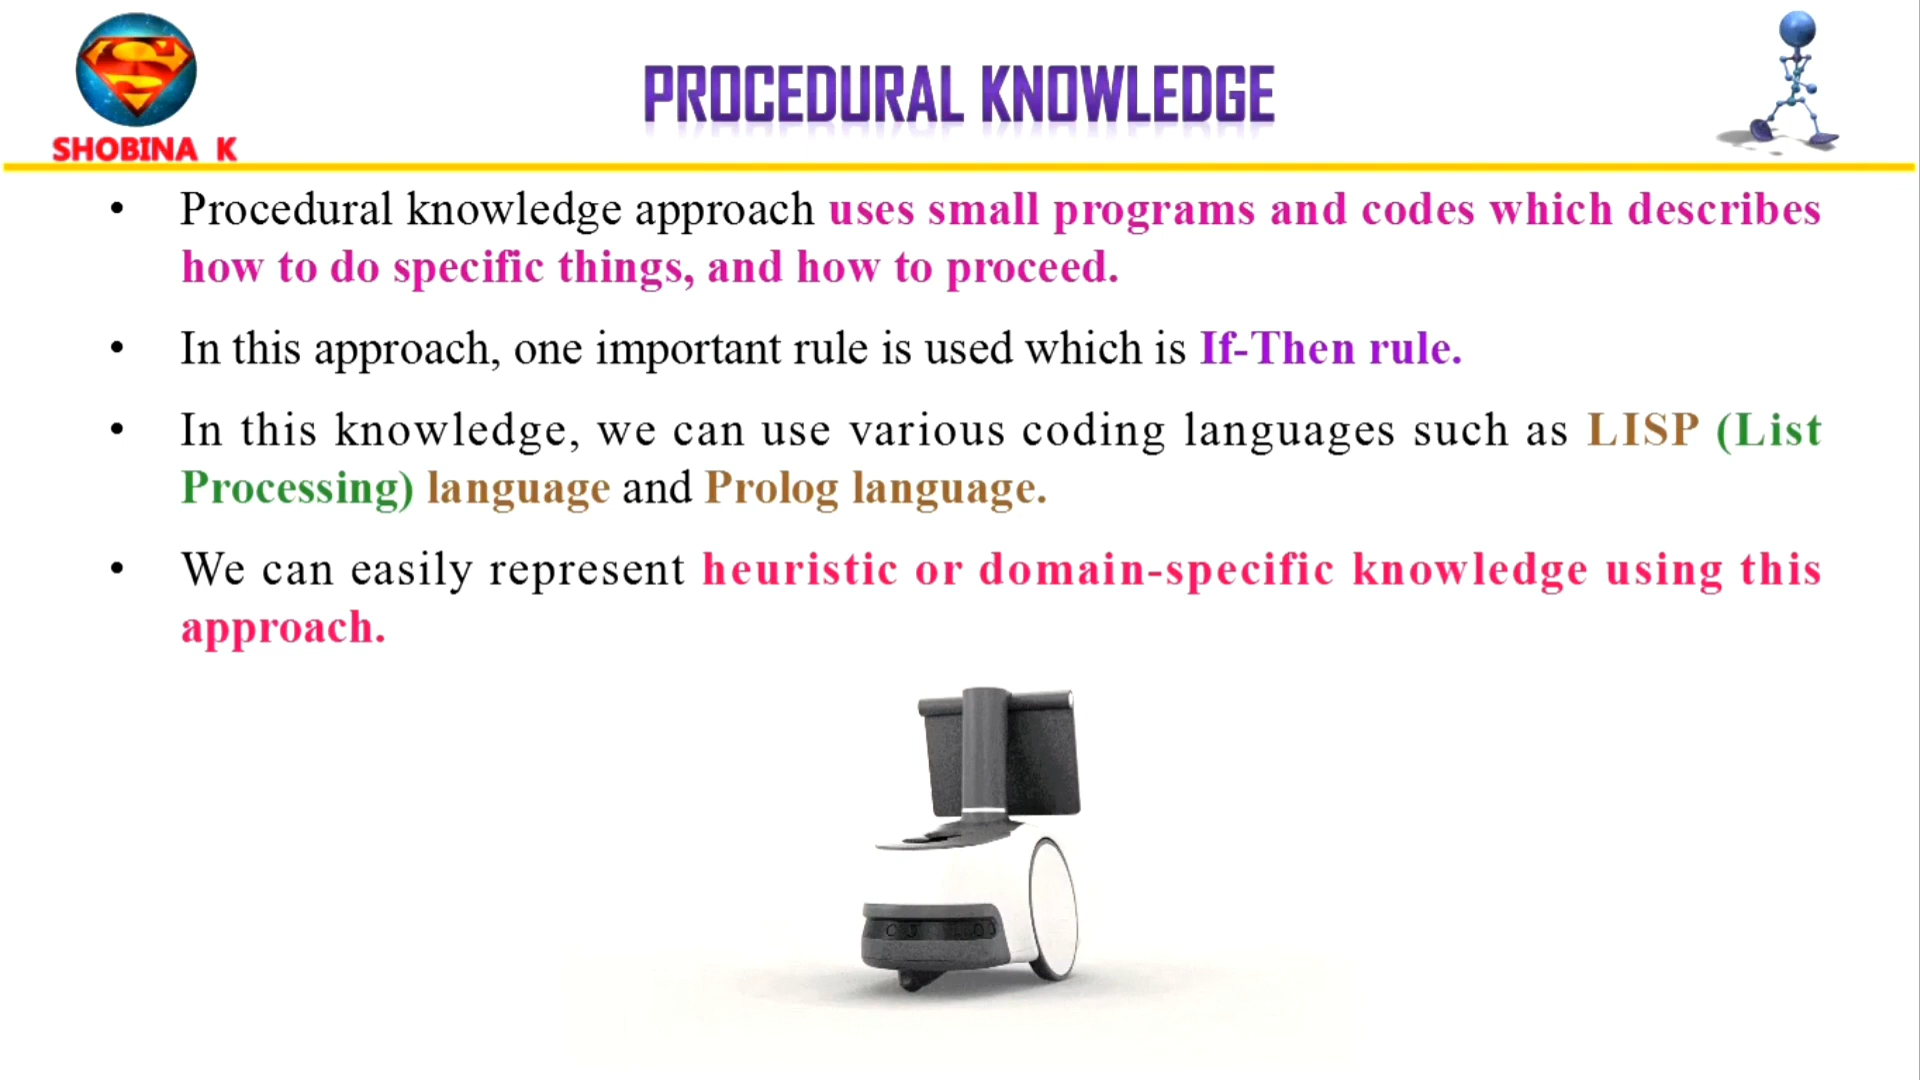 SHOBINA K
PROCEDURAL KNOWLEDGE
• Procedural knowledge approach uses small programs and codes which describes
how to do specific things, and how to proceed.
• In this approach, one important rule is used which is If-Then rule.
• In this knowledge, we can use various coding languages such as LISP (List
Processing) language and Prolog language.
• We can easily represent heuristic or domain-specific knowledge using this
approach.